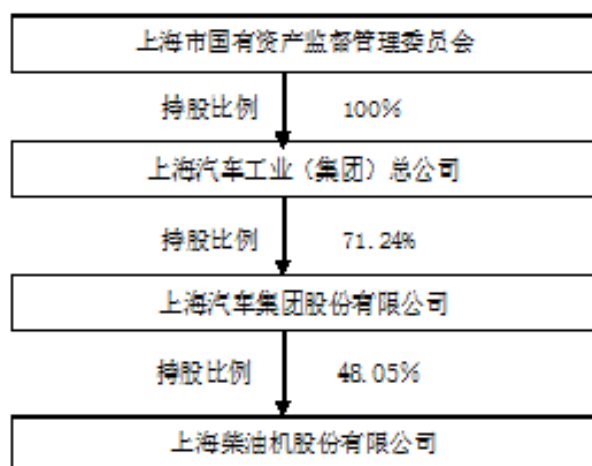 上海市国有资产监督管理委员会
持股比例 100%
上海汽车工业（集团）总公司
持股比例 71.24%
上海汽车集团股份有限公司
持股比例 48.05%
上海柴油机股份有限公司